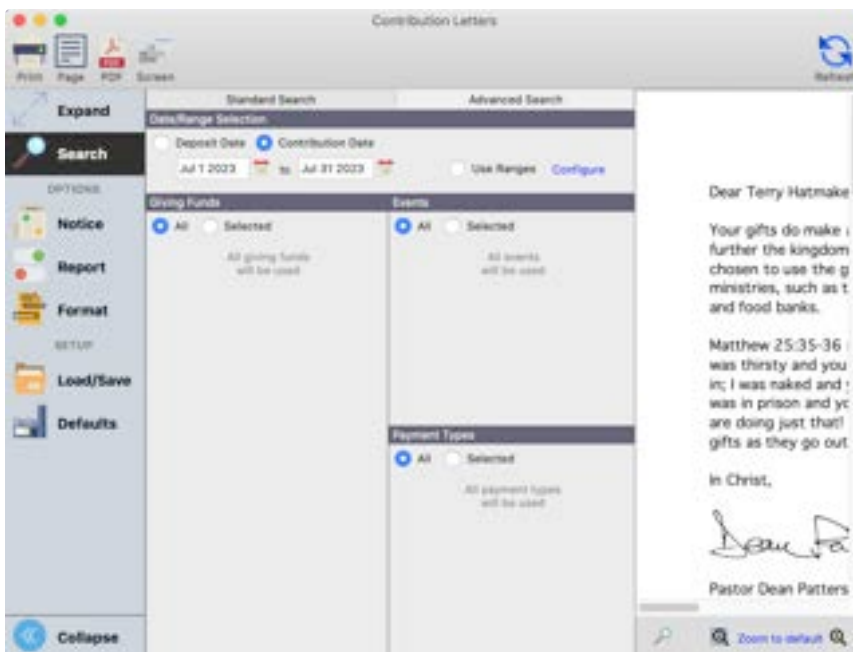 Contribution Letters
Print Page PDF Screen
Refresh
Expand
Search
OPTIONS
Notice
Report
Format
SETUP
Load/Save
Defaults
Collapse
Standard Search Advanced Search
Date/Range Selection
Deposit Date Contribution Date
Jul 1 2023 to Jul 31 2023 Use Ranges Configure
Giving Funds
All Selected
All giving funds
will be used
Events
All Selected
All events
will be used
Payment Types
All Selected
All payment types
will be used
Dear Terry Hatmake
Your gifts do make
further the kingdom
chosen to use the g
ministries, such as t
and food banks.
Matthew 25:35-36
was thirsty and you
in; I was naked and
was in prison and yo
are doing just that!
gifts as they go out
In Christ,
Dean Pa
Pastor Dean Patters
Zoom to default